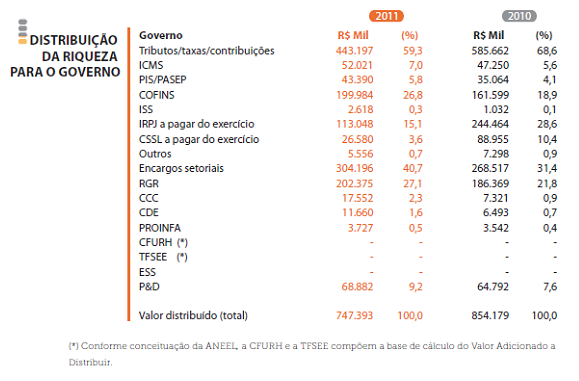 DISTRIBUIÇÃO
DA RIQUEZA
PARA O GOVERNO
2011 2010
Governo R$ Mil (%) R$ Mil (%)
Tributos/taxas/contribuições 443.197 59,3 585.662 68,6
ICMS 52.021 7,0 47.250 5,6
PIS/PASEP 43.390 5,8 35.064 4,1
COFINS 199.984 26,8 161.599 18,9
ISS 2.618 0,3 1.032 0,1
IRPJ a pagar do exercício 113.048 15,1 244.464 28,6
CSSL a pagar do exercício 26.580 3,6 88.955 10,4
Outros 5.556 0,7 7.298 0,9
Encargos setoriais 304.196 40,7 268.517 31,4
RGR 202.375 27,1 186.369 21,8
CCC 17.552 2,3 7.321 0,9
CDE 11.660 1,6 6.493 0,7
PROINFA 3.727 0,5 3.542 0,4
CFURH (*) - - - -
TFSEE (*) - - - -
ESS - - - -
P&D 68.882 9,2 64.792 7,6
Valor distribuído (total) 747.393 100,0 854.179 100,0
(*) Conforme conceituação da ANEEL, a CFURH e a TFSEE compõem a base de cálculo do Valor Adicionado a
Distribuir.